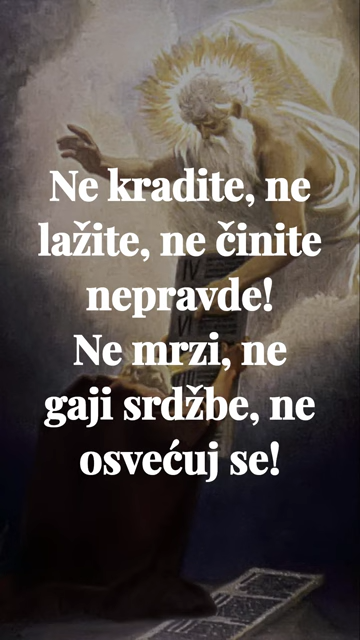 Ne kradite, ne
lažite, ne činite
nepravde!
Ne mrzi, ne
gaji srdžbe, ne
osvećuj se!